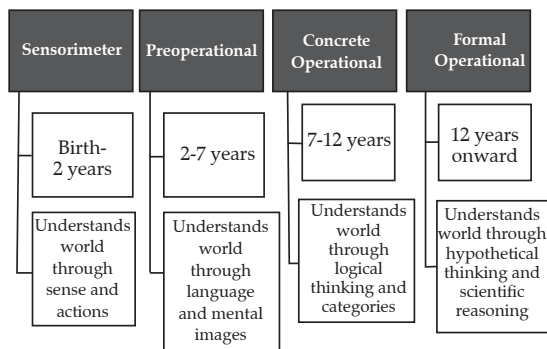 Sensorimeter
Birth-
2 years
Understands
world
through
sense and
actions
Preoperational
2-7 years
Understands
world
through
language
and mental
images
Concrete
Operational
7-12 years
Understands
world
through
logical
thinking and
categories
Formal
Operational
12 years
onward
Understands
world through
hypothetical
thinking and
scientific
reasoning